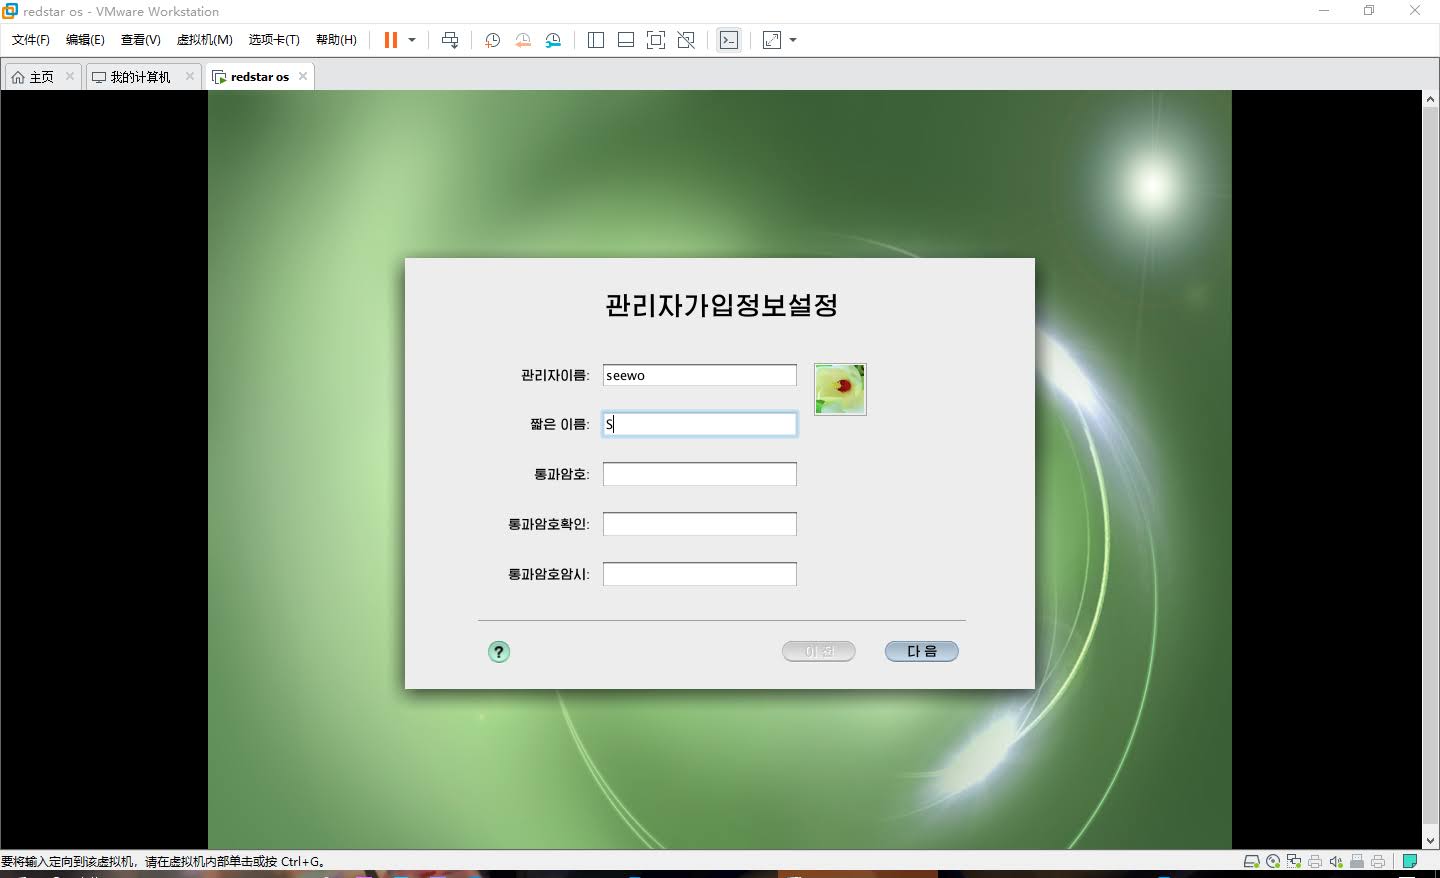 redstar os - VMware Workstation
文件(F) 编辑(E) 查看(V) 虚拟机(M) 选项卡(T) 帮助(H)
主页 我的计算机 redstar os
관리자가입정보설정
관리자이름: seewo
짧은 이름: S
통과암호:
통과암호확인:
통과암호암시:
? 이 전 다 음
要将输入定向到该虚拟机，请在虚拟机内部单击或按 Ctrl+G。